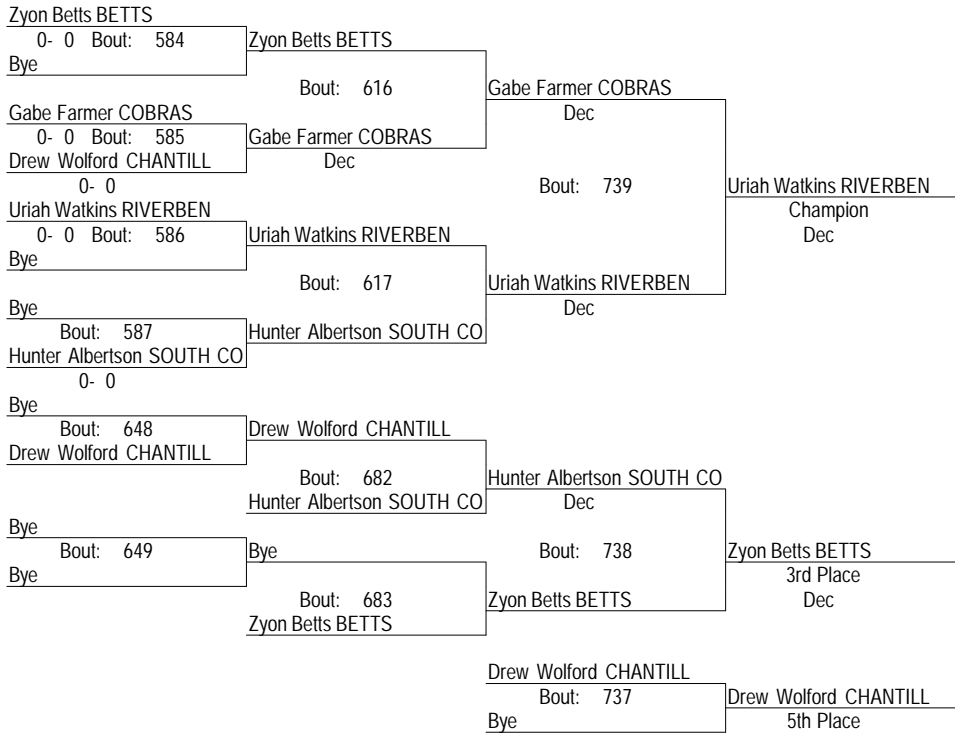 Zyon Betts BETTS
0- 0 Bout: 584 Zyon Betts BETTS
Bye
Bout: 616 Gabe Farmer COBRAS
Gabe Farmer COBRAS Dec
0- 0 Bout: 585 Gabe Farmer COBRAS
Drew Wolford CHANTILL Dec
0- 0 Bout: 739 Uriah Watkins RIVERBEN
Uriah Watkins RIVERBEN Champion
0- 0 Bout: 586 Uriah Watkins RIVERBEN Dec
Bye
Bout: 617 Uriah Watkins RIVERBEN
Bye Dec
Bout: 587 Hunter Albertson SOUTH CO
Hunter Albertson SOUTH CO
0- 0
Bye
Bout: 648 Drew Wolford CHANTILL
Drew Wolford CHANTILL
Bout: 682 Hunter Albertson SOUTH CO
Hunter Albertson SOUTH CO Dec
Bye
Bout: 649 Bye Bout: 738 Zyon Betts BETTS
Bye 3rd Place
Bout: 683 Zyon Betts BETTS Dec
Zyon Betts BETTS
Drew Wolford CHANTILL
Bout: 737 Drew Wolford CHANTILL
Bye 5th Place